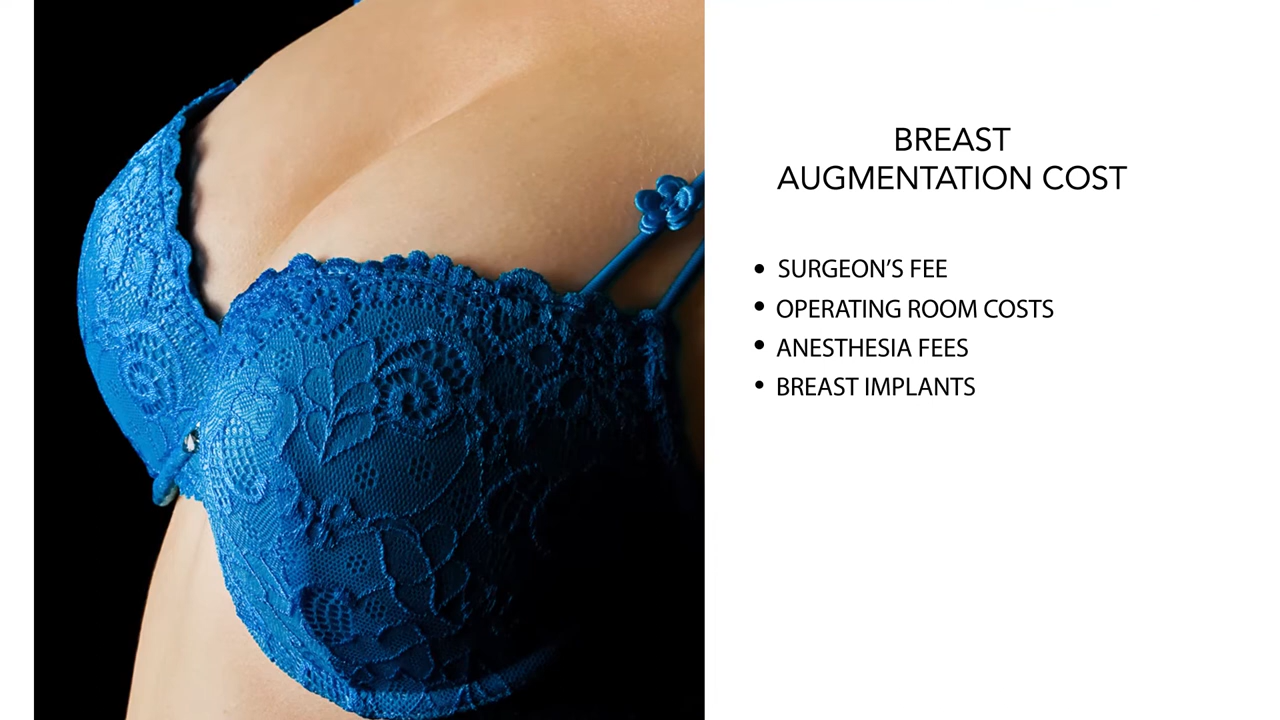 BREAST
AUGMENTATION COST
• SURGEON’S FEE
• OPERATING ROOM COSTS
• ANESTHESIA FEES
• BREAST IMPLANTS